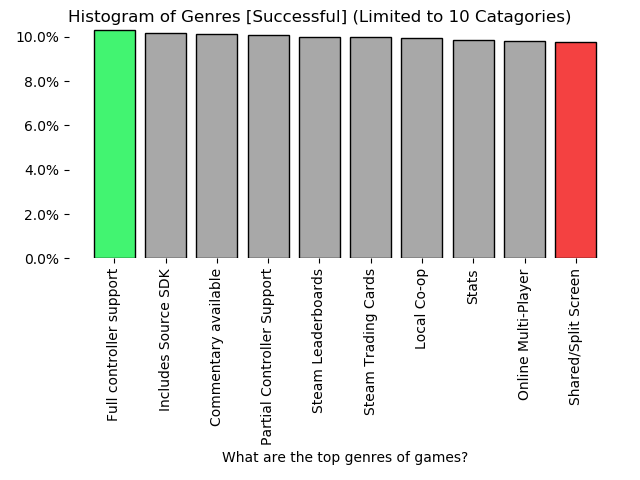 Histogram of Genres [Successful] (Limited to 10 Catagories)
10.0%
8.0%
6.0%
4.0%
2.0%
0.0%
Full controller support
Includes Source SDK
Commentary available
Partial Controller Support
Steam Leaderboards
Steam Trading Cards
Local Co-op
Stats
Online Multi-Player
Shared/Split Screen
What are the top genres of games?